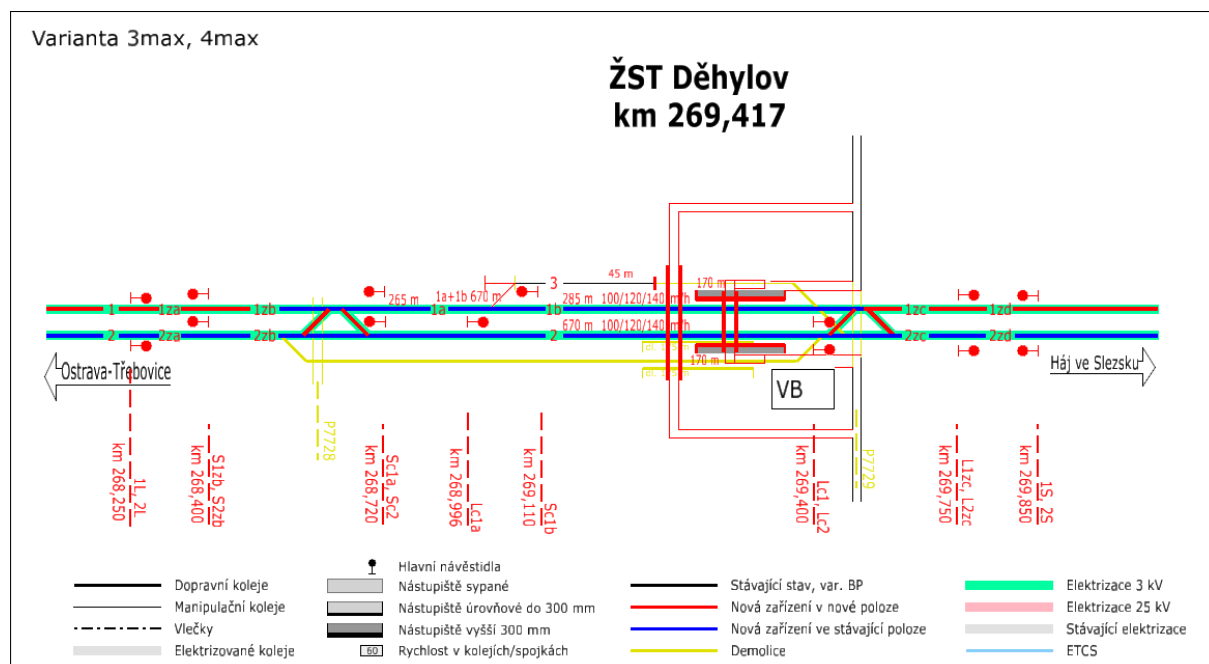 Varianta 3max, 4max
ŽST Děhylov
km 269,417
3
45 m
170 m
265 m
1a+1b 670 m
285 m 100/120/140 km/h
1
1za
1zb
1a
1b
1zc
1zd
670 m 100/120/140 km/h
2
2za
2zb
2
2zc
2zd
170 m
Ostrava-Třebovice
Háj ve Slezsku
VB
P7728
P7729
1L, 2L
km 268,250
S1zb, S2zb
km 268,400
Sc1a, Sc2
km 268,720
Lc1a
km 268,996
Sc1b
km 269,110
Lc1, Lc2
km 269,400
L1zc, L2zc
km 269,750
1S, 2S
km 269,850
Dopravní koleje
Manipulační koleje
Vlečky
Elektrizované koleje
Hlavní návěstidla
Nástupiště sypané
Nástupiště úrovňové do 300 mm
Nástupiště vyšší 300 mm
60 Rychlost v kolejích/spojkách
Stávající stav, var. BP
Nová zařízení v nové poloze
Nová zařízení ve stávající poloze
Demolice
Elektrizace 3 kV
Elektrizace 25 kV
Stávající elektrizace
ETCS